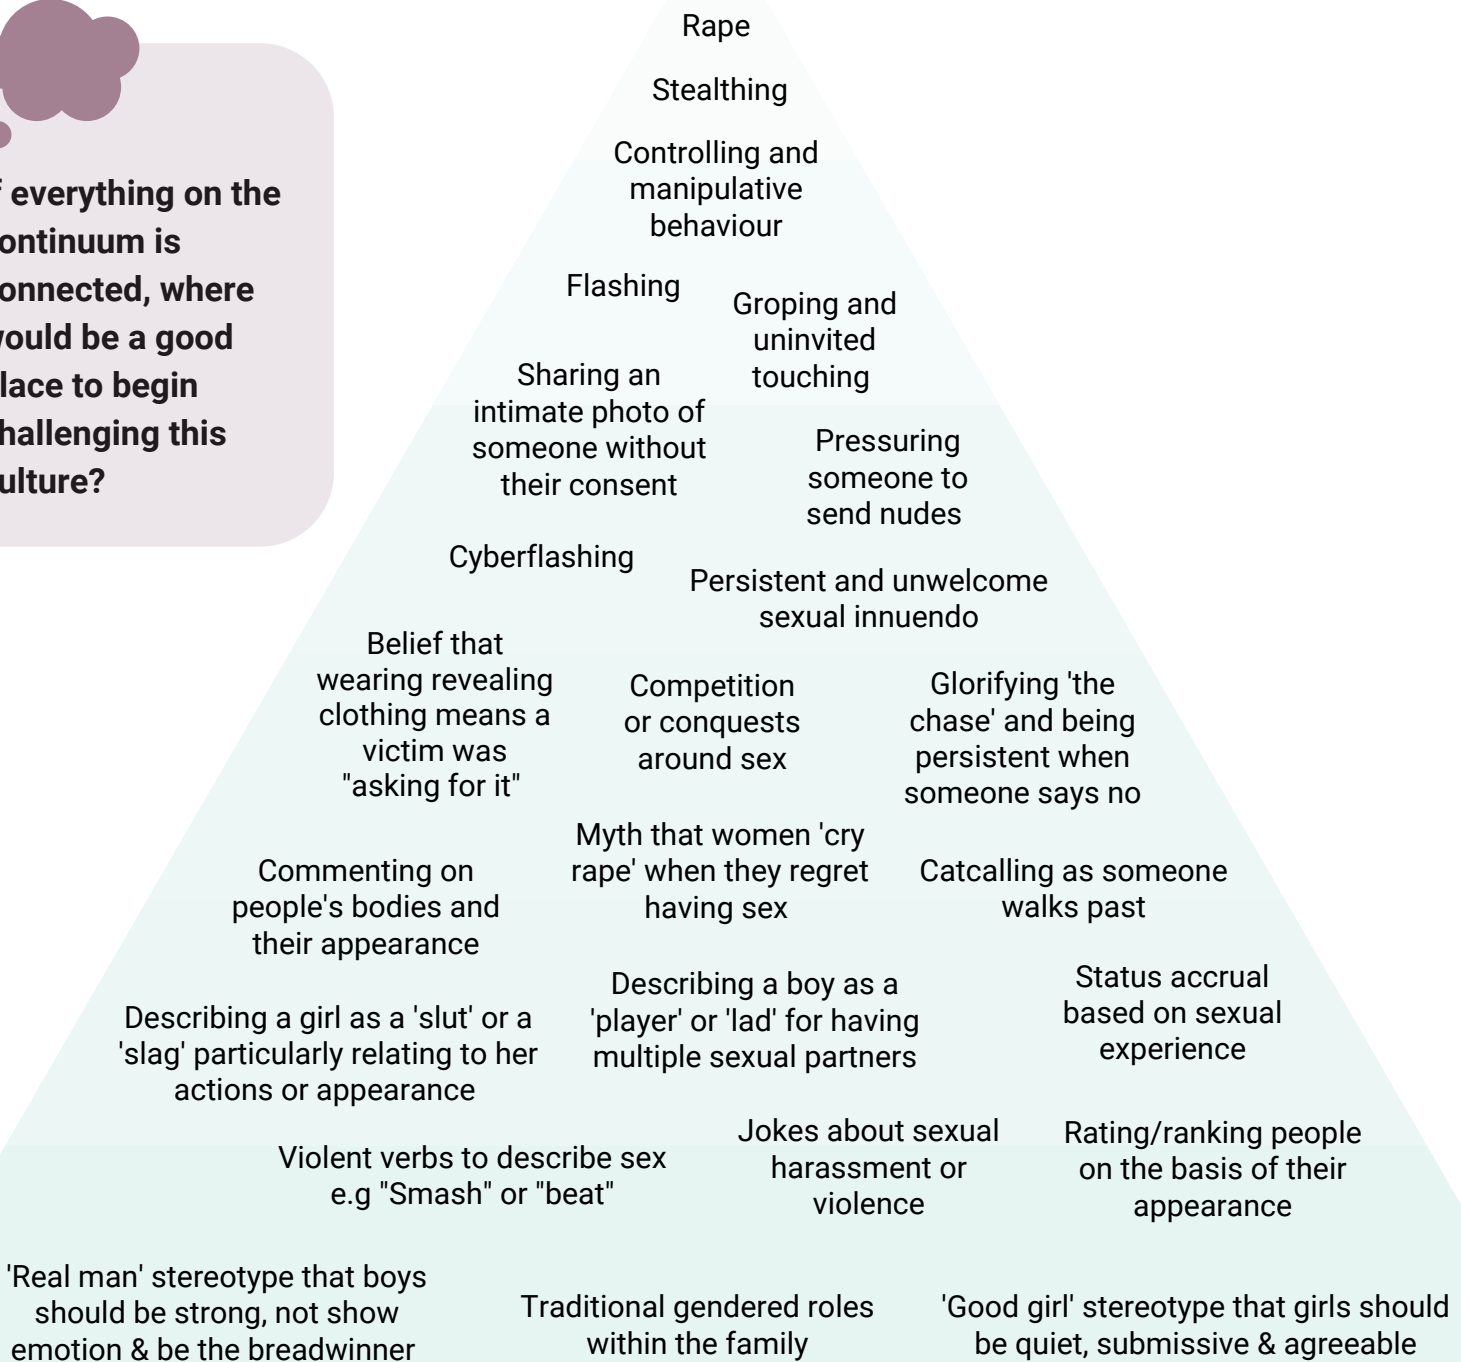 Rape
Stealthing
Controlling and
manipulative
behaviour
f everything on the
ontinuum is
onnected, where
would be a good
lace to begin
hallenging this
ulture?
Flashing
Groping and
uninvited
touching
Sharing an
intimate photo of
someone without
their consent
Pressuring
someone to
send nudes
Cyberflashing
Persistent and unwelcome
sexual innuendo
Belief that
wearing revealing
clothing means a
victim was
"asking for it"
Competition
or conquests
around sex
Glorifying 'the
chase' and being
persistent when
someone says no
Commenting on
people's bodies and
their appearance
Myth that women 'cry
rape' when they regret
having sex
Catcalling as someone
walks past
Describing a girl as a 'slut' or a
'slag' particularly relating to her
actions or appearance
Describing a boy as a
'player' or 'lad' for having
multiple sexual partners
Status accrual
based on sexual
experience
Violent verbs to describe sex
e.g "Smash" or "beat"
Jokes about sexual
harassment or
violence
Rating/ranking people
on the basis of their
appearance
'Real man' stereotype that boys
should be strong, not show
emotion & be the breadwinner
Traditional gendered roles
within the family
'Good girl' stereotype that girls should
be quiet, submissive & agreeable